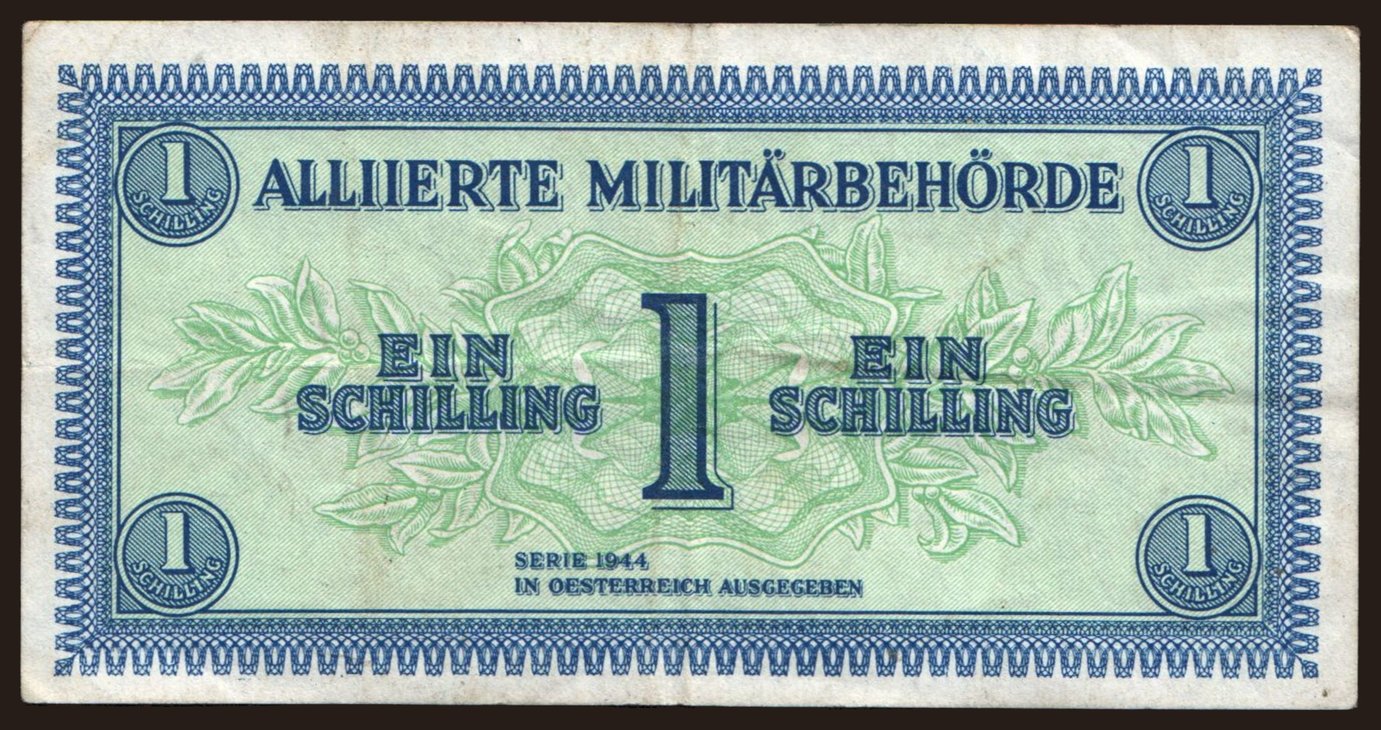 1
SCHILLING
ALLIIERTE MILITÄRBEHÖRDE
1
SCHILLING
EIN
SCHILLING
1
EIN
SCHILLING
1
SCHILLING
SERIE 1944
IN OESTERREICH AUSGEGEBEN
1
SCHILLING